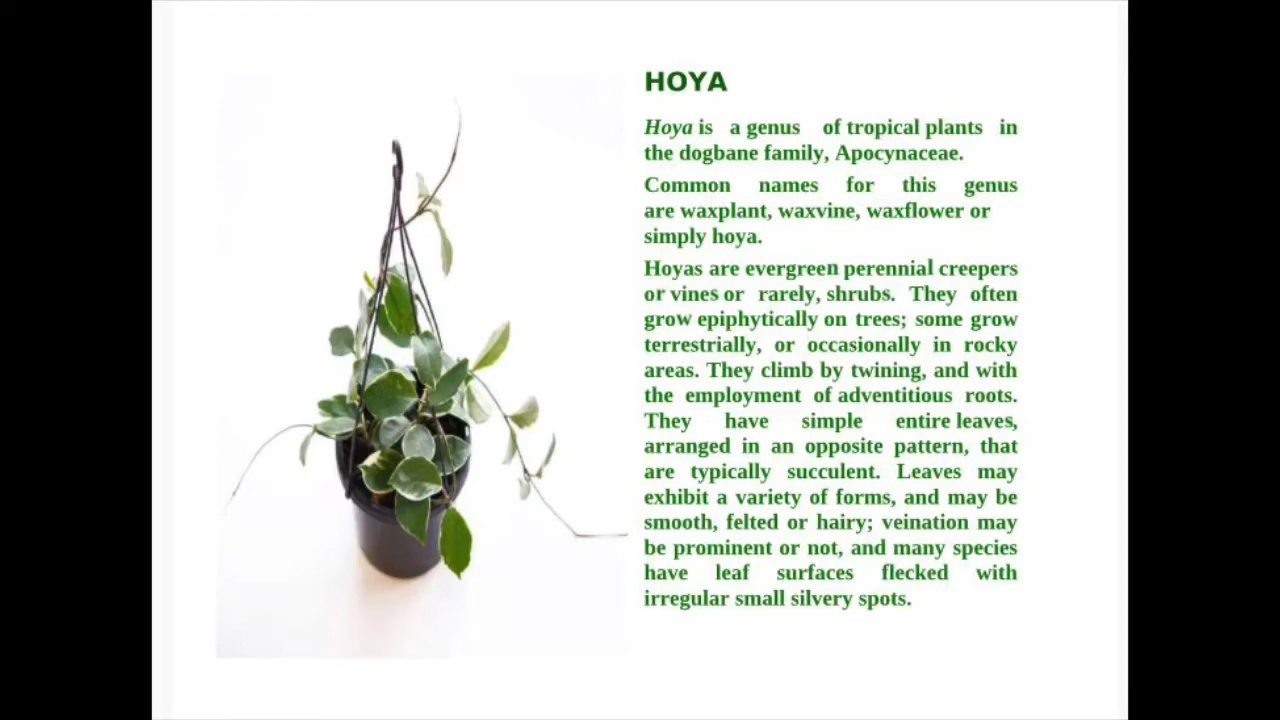 HOYA
Hoya is a genus of tropical plants in
the dogbane family, Apocynaceae.
Common names for this genus
are waxplant, waxvine, waxflower or
simply hoya.
Hoyas are evergreen perennial creepers
or vines or rarely, shrubs. They often
grow epiphytically on trees; some grow
terrestrially, or occasionally in rocky
areas. They climb by twining, and with
the employment of adventitious roots.
They have simple entire leaves,
arranged in an opposite pattern, that
are typically succulent. Leaves may
exhibit a variety of forms, and may be
smooth, felted or hairy; veination may
be prominent or not, and many species
have leaf surfaces flecked with
irregular small silvery spots.